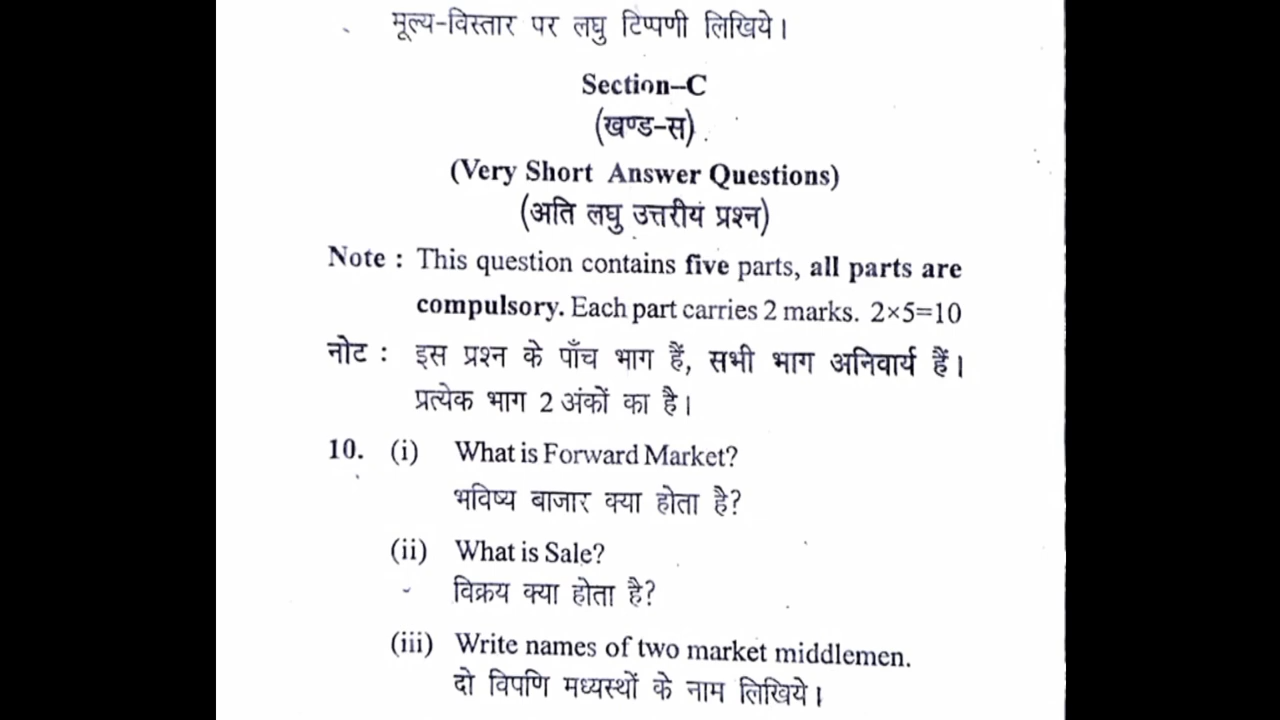 मूल्य-विस्तार पर लघु टिप्पणी लिखिये।
Section–C
(खण्ड-स)
(Very Short Answer Questions)
(अति लघु उत्तरीय प्रश्न)
Note : This question contains five parts, all parts are
compulsory. Each part carries 2 marks. 2×5=10
नोट : इस प्रश्न के पाँच भाग हैं, सभी भाग अनिवार्य हैं।
प्रत्येक भाग 2 अंकों का है।
10. (i) What is Forward Market?
भविष्य बाजार क्या होता है?
(ii) What is Sale?
विक्रय क्या होता है?
(iii) Write names of two market middlemen.
दो विपणि मध्यस्थों के नाम लिखिये।